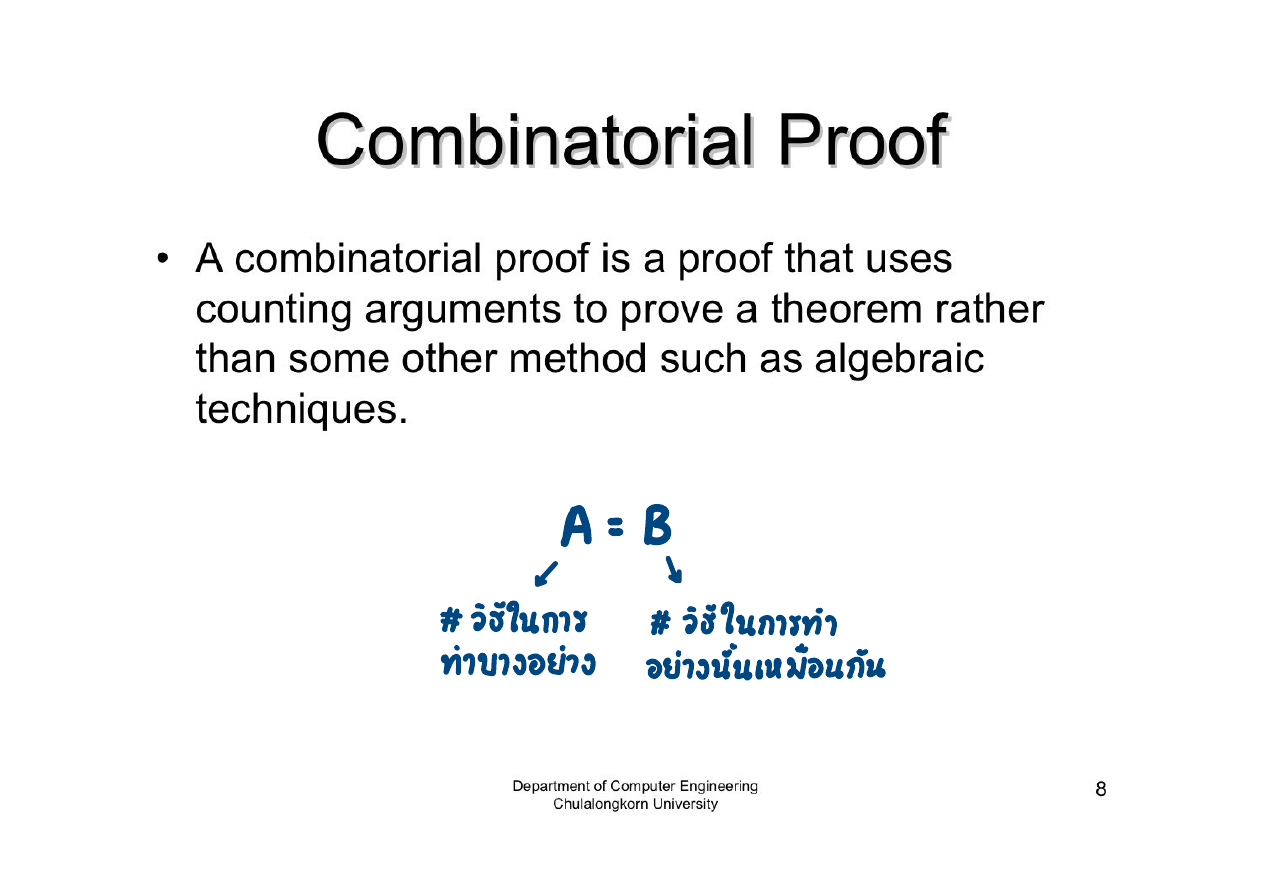 Combinatorial Proof
• A combinatorial proof is a proof that uses
counting arguments to prove a theorem rather
than some other method such as algebraic
techniques.
A = B
# วิธีในการ # วิธีในการทำ
ทำบางอย่าง อย่างนั้นเหมือนกัน
Department of Computer Engineering
Chulalongkorn University
8